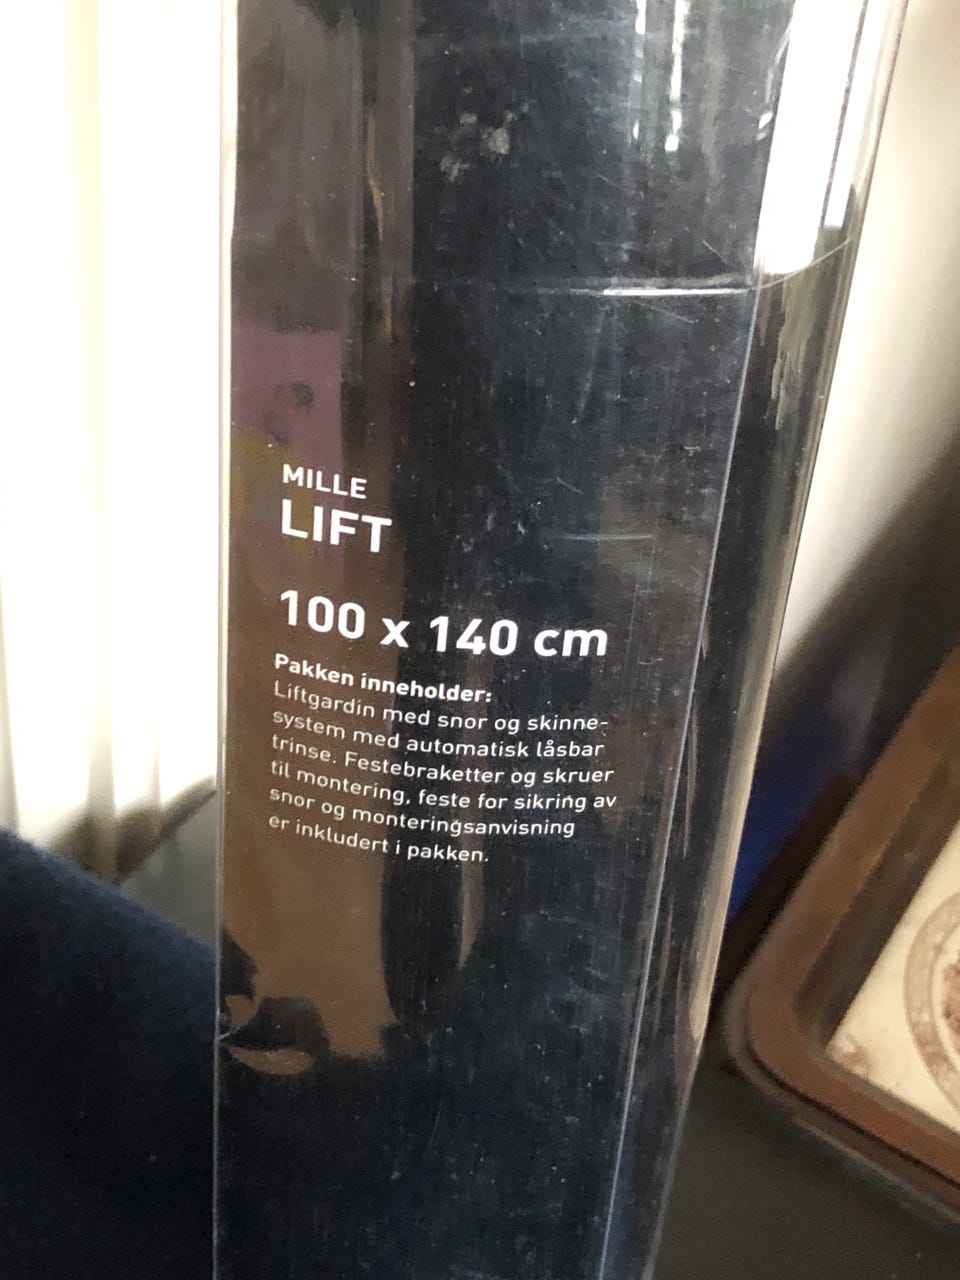 MILLE
LIFT
100 x 140 cm
Pakken inneholder:
Liftgardin med snor og skinne-
system med automatisk låsbar
trinse. Festebraketter og skruer
til montering, feste for sikring av
snor og monteringsanvisning
er inkludert i pakken.